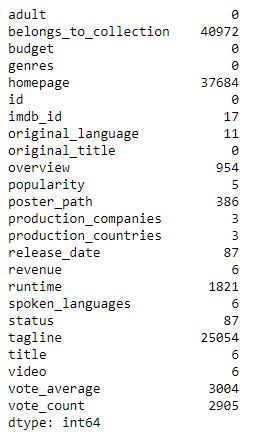 adult 0
belongs_to_collection 40972
budget 0
genres 0
homepage 37684
id 0
imdb_id 17
original_language 11
original_title 0
overview 954
popularity 5
poster_path 386
production_companies 3
production_countries 3
release_date 87
revenue 6
runtime 1821
spoken_languages 6
status 87
tagline 25054
title 6
video 6
vote_average 3004
vote_count 2905
dtype: int64